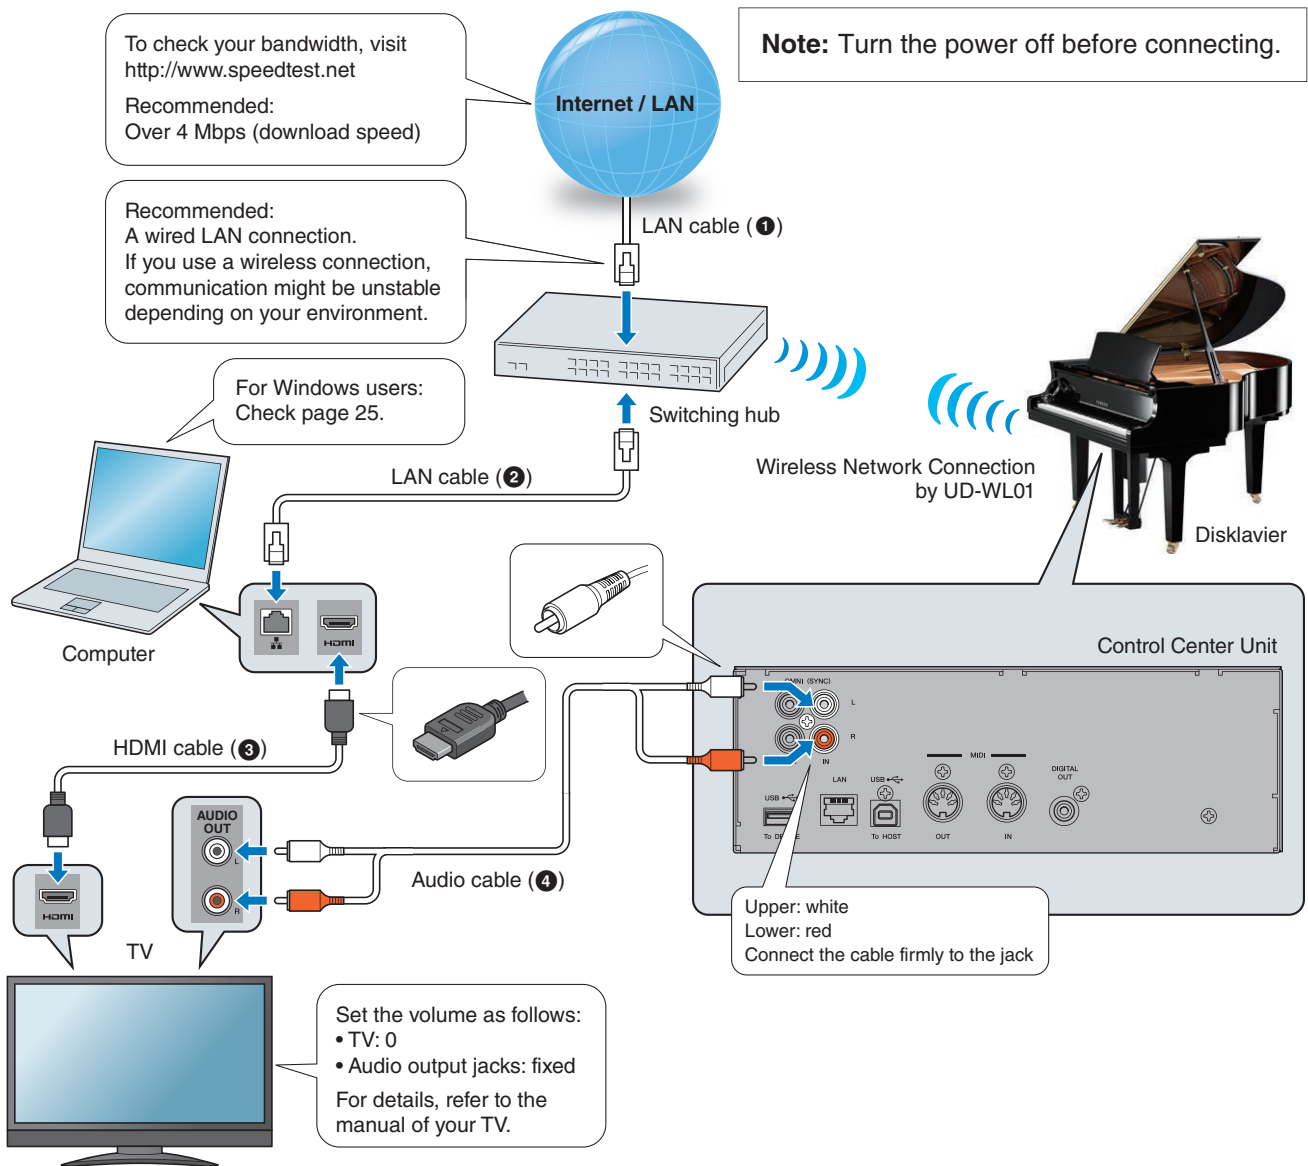 To check your bandwidth, visit
http://www.speedtest.net
Recommended:
Over 4 Mbps (download speed)
Internet / LAN
Note: Turn the power off before connecting.
Recommended:
A wired LAN connection.
If you use a wireless connection,
communication might be unstable
depending on your environment.
LAN cable (❶)
For Windows users:
Check page 25.
Switching hub
LAN cable (❷)
Wireless Network Connection
by UD-WL01
YAMAHA
Disklavier
Computer
HDMI
Control Center Unit
OMNI (SYNC)
L
R
IN
MIDI
LAN
USB
DIGITAL
OUT
USB
To HOST
OUT
IN
HDMI cable (❸)
AUDIO
OUT
L
R
Audio cable (❹)
HDMI
TV
Upper: white
Lower: red
Connect the cable firmly to the jack
Set the volume as follows:
• TV: 0
• Audio output jacks: fixed
For details, refer to the
manual of your TV.